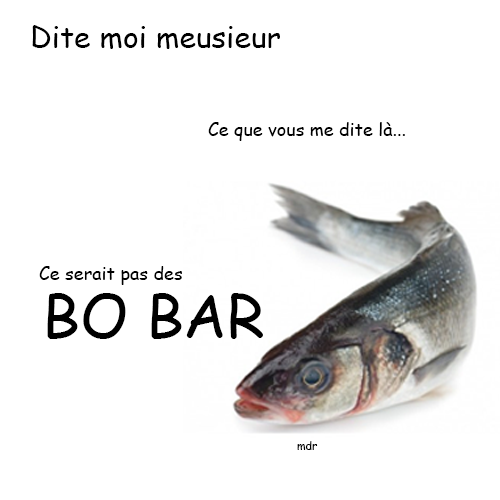 Dite moi meusieur
Ce que vous me dite là...
Ce serait pas des
BO BAR
mdr